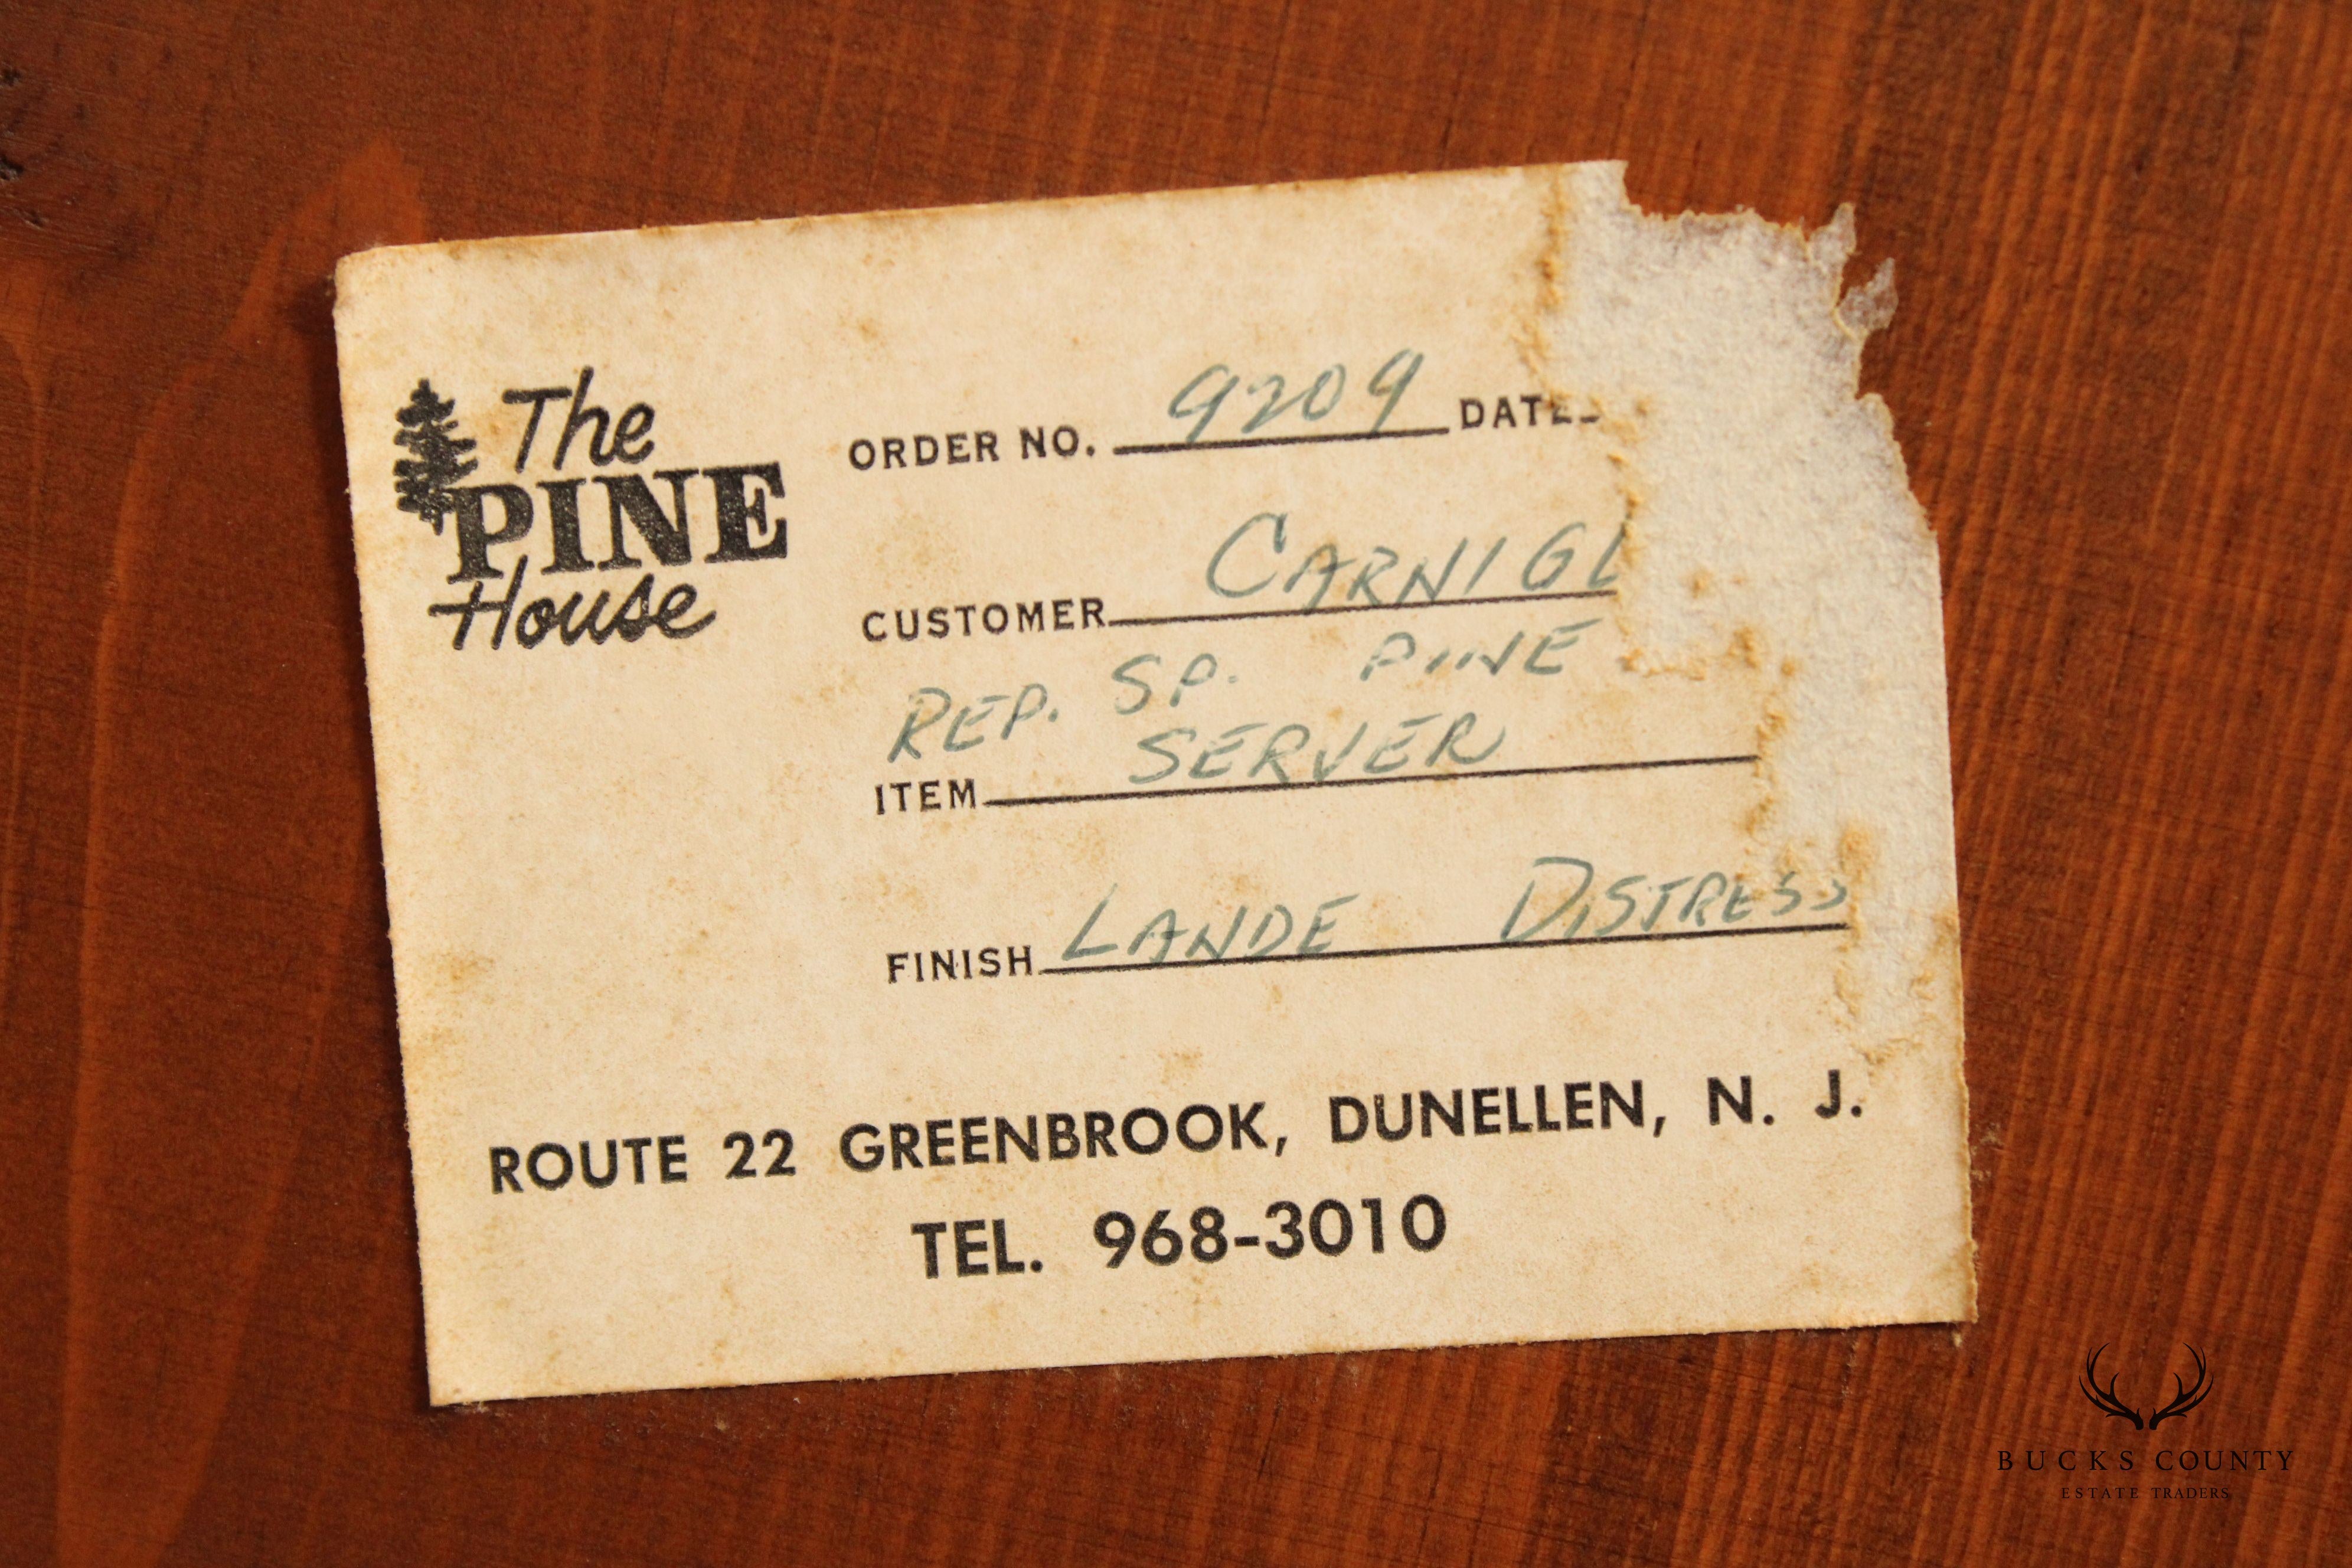 The
PINE
House
ORDER NO. 9209 DATE
CUSTOMER CARNIGL
REP. SP. PINE
ITEM SERVER
FINISH LANDE DISTRESS
ROUTE 22 GREENBROOK, DUNELLEN, N. J.
TEL. 968-3010
BUCKS COUNTY
ESTATE TRADERS